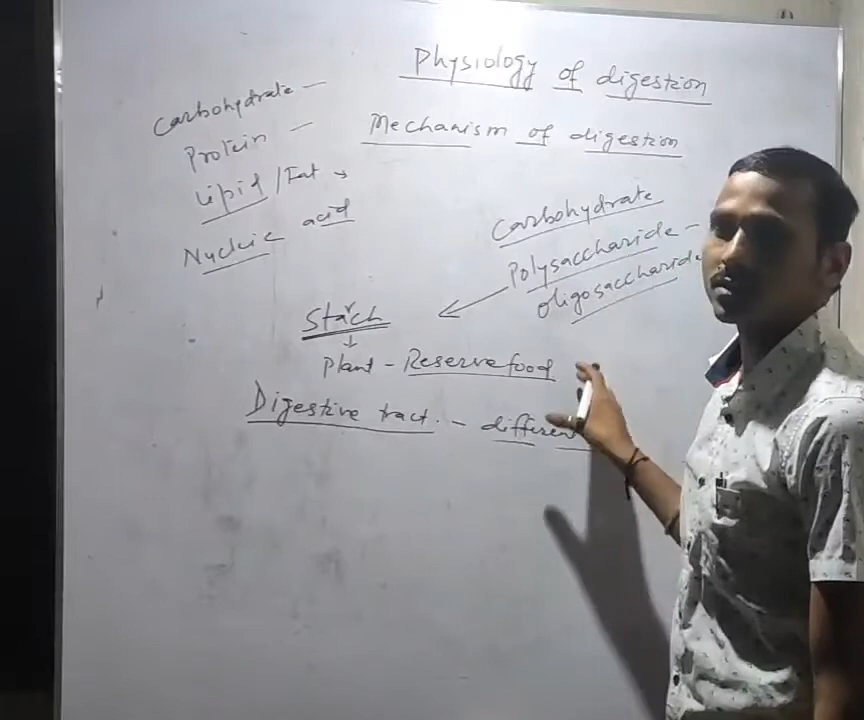 Physiology of digestion
Mechanism of digestion
Carbohydrate -
Protein -
Lipid/Fat →
Nucleic acid
Carbohydrate
Polysaccharide -
Oligosaccharide
Starch
↓
Plant - Reserve food
Digestive tract. - different